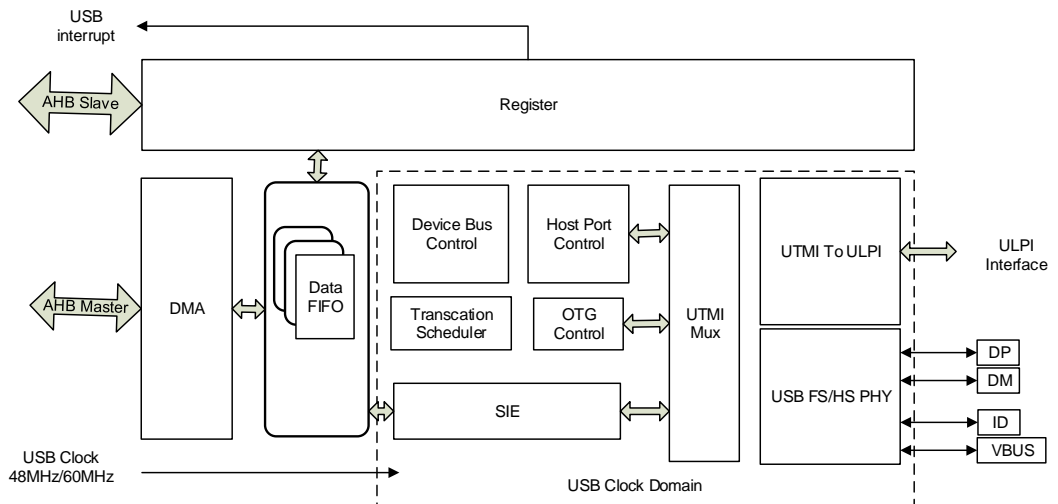 USB
interrupt
AHB Slave
Register
Device Bus
Control
Host Port
Control
UTMI To ULPI
ULPI
Interface
AHB Master
DMA
Data
FIFO
Transcation
Scheduler
OTG
Control
UTMI
Mux
DP
DM
USB FS/HS PHY
SIE
ID
VBUS
USB Clock
48MHz/60MHz
USB Clock Domain